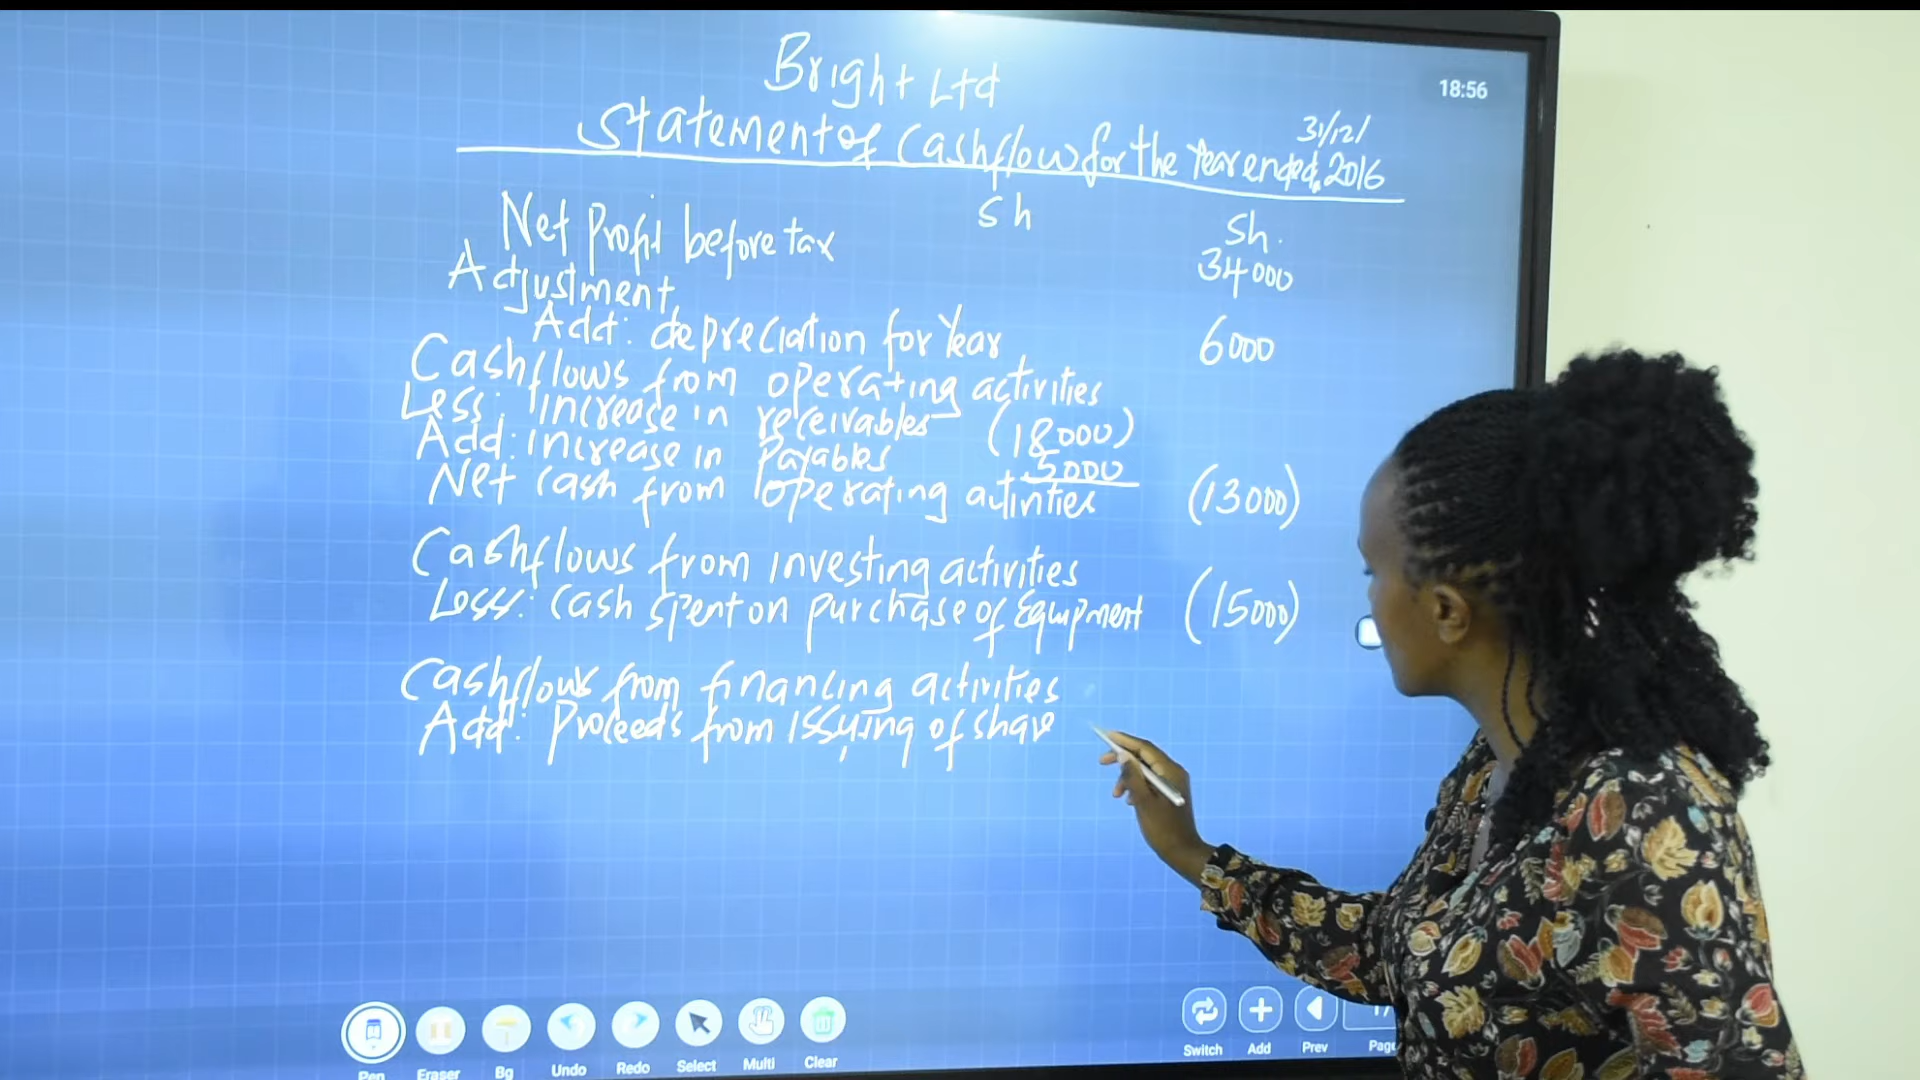 18:56
Bright Ltd
Statement of Cashflow for the Year ended 31/12/2016
Sh Sh.
Net Profit before tax 34000
Adjustment
Add: depreciation for Year 6000
Cashflows from operating activities
Less: increase in receivables (18000)
Add: increase in Payables 5000
Net cash from operating activities (13000)
Cashflows from investing activities
Less: Cash spent on purchase of Equipment (15000)
Cashflows from financing activities
Add: Proceeds from Issuing of share
Pen Eraser Bg Undo Redo Select Multi Clear Switch Add Prev Page